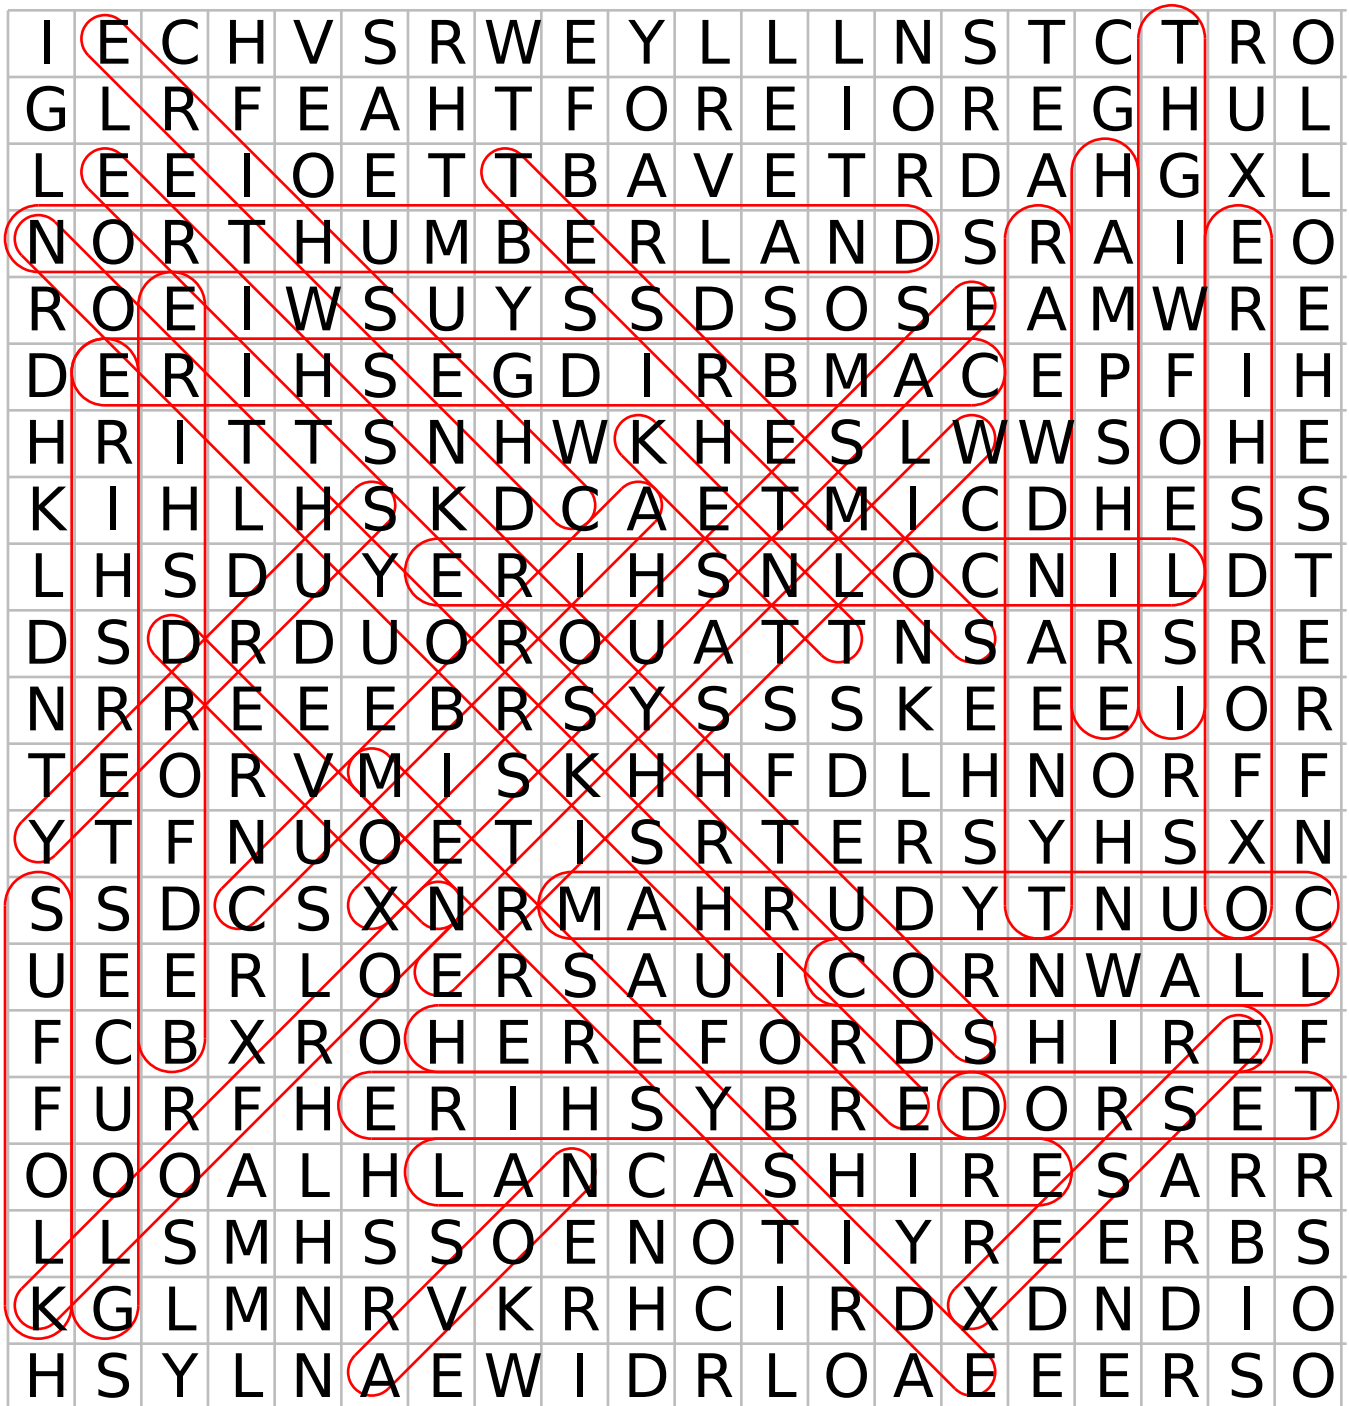 I E C H V S R W E Y L L L N S T C T R O
G L R F E A H T F O R E I O R E G H U L
L E E I O E T T B A V E T R D A H G X L
N O R T H U M B E R L A N D S R A I E O
R O E I W S U Y S S D S O S E A M W R E
D E R I H S E G D I R B M A C E P F I H
H R I T T S N H W K H E S L W W S O H E
K I H L H S K D C A E T M I C D H E S S
L H S D U Y E R I H S N L O C N I L D T
D S D R D U O R O U A T T N S A R S R E
N R R E E E B R S Y S S S K E E E I O R
T E O R V M I S K H H F D L H N O R F F
Y T F N U O E T I S R T E R S Y H S X N
S S D C S X N R M A H R U D Y T N U O C
U E E R L O E R S A U I C O R N W A L L
F C B X R O H E R E F O R D S H I R E F
F U R F H E R I H S Y B R E D O R S E T
O O O A L H L A N C A S H I R E S A R R
L L S M H S S O E N O T I Y R E E R B S
K G L M N R V K R H C I R D X D N D I O
H S Y L N A E W I D R L O A E E E R S O